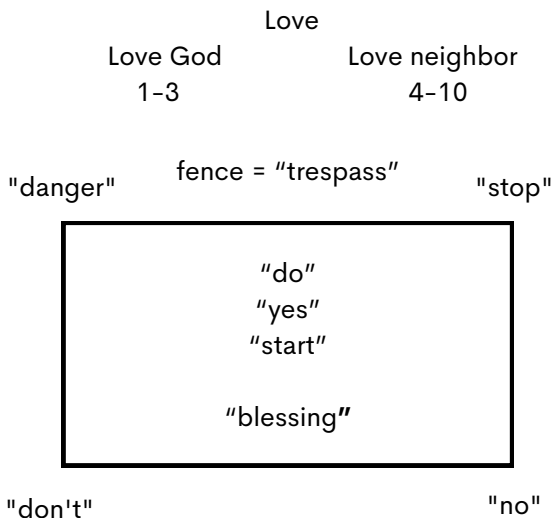 Love
Love God Love neighbor
1–3 4–10
fence = “trespass”
"danger" "stop"
“do”
“yes”
“start”
“blessing”
"don't" "no"